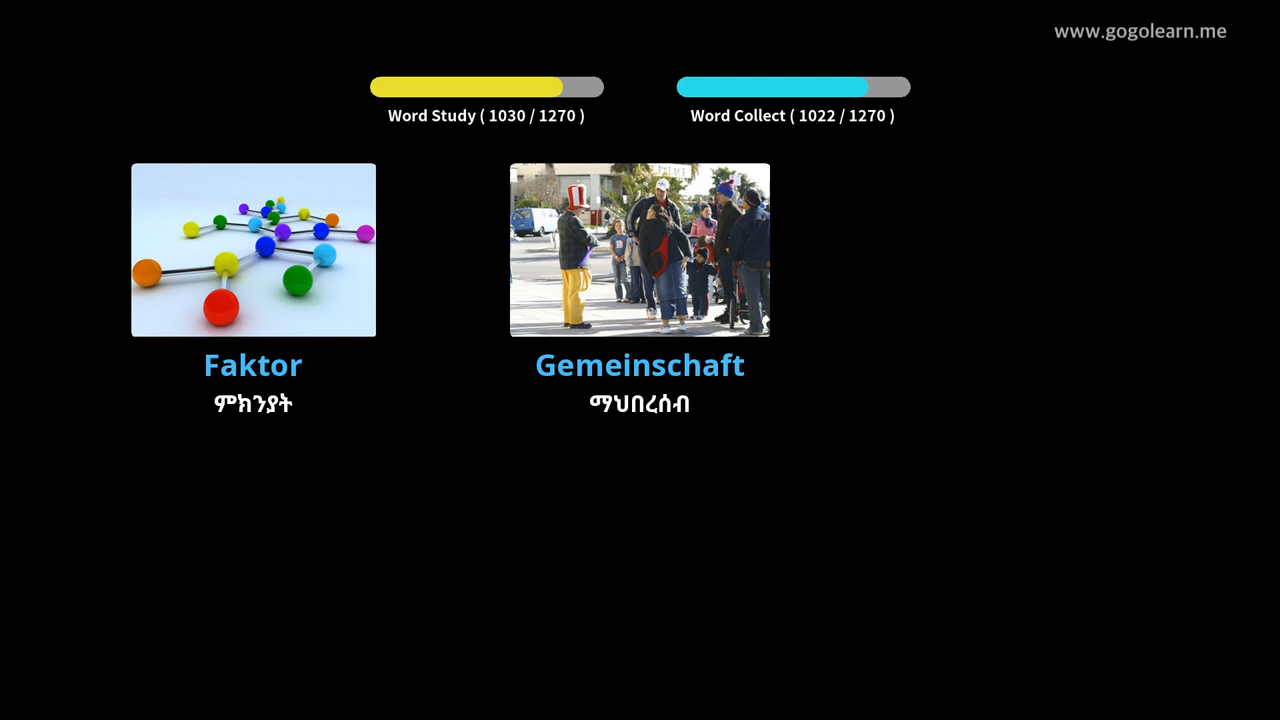 www.gogolearn.me
Word Study ( 1030 / 1270 )
Word Collect ( 1022 / 1270 )
Faktor
ምክንያት
Gemeinschaft
ማህበረሰብ